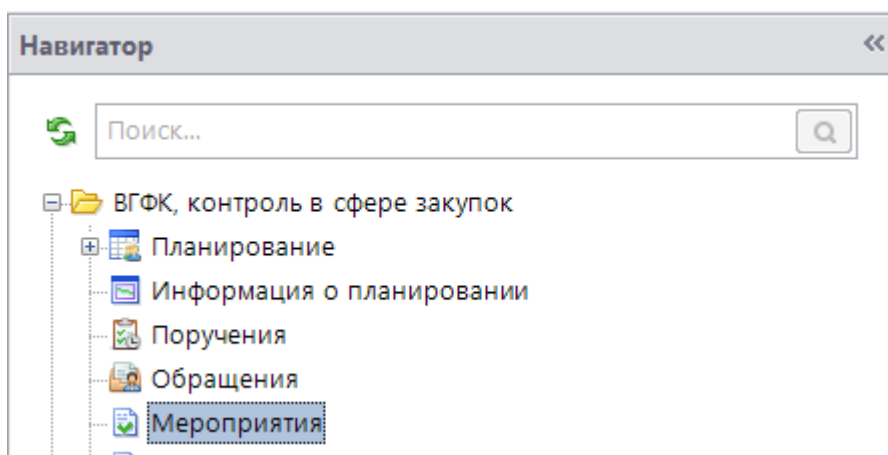 Навигатор
Поиск...
ВГФК, контроль в сфере закупок
Планирование
Информация о планировании
Поручения
Обращения
Мероприятия